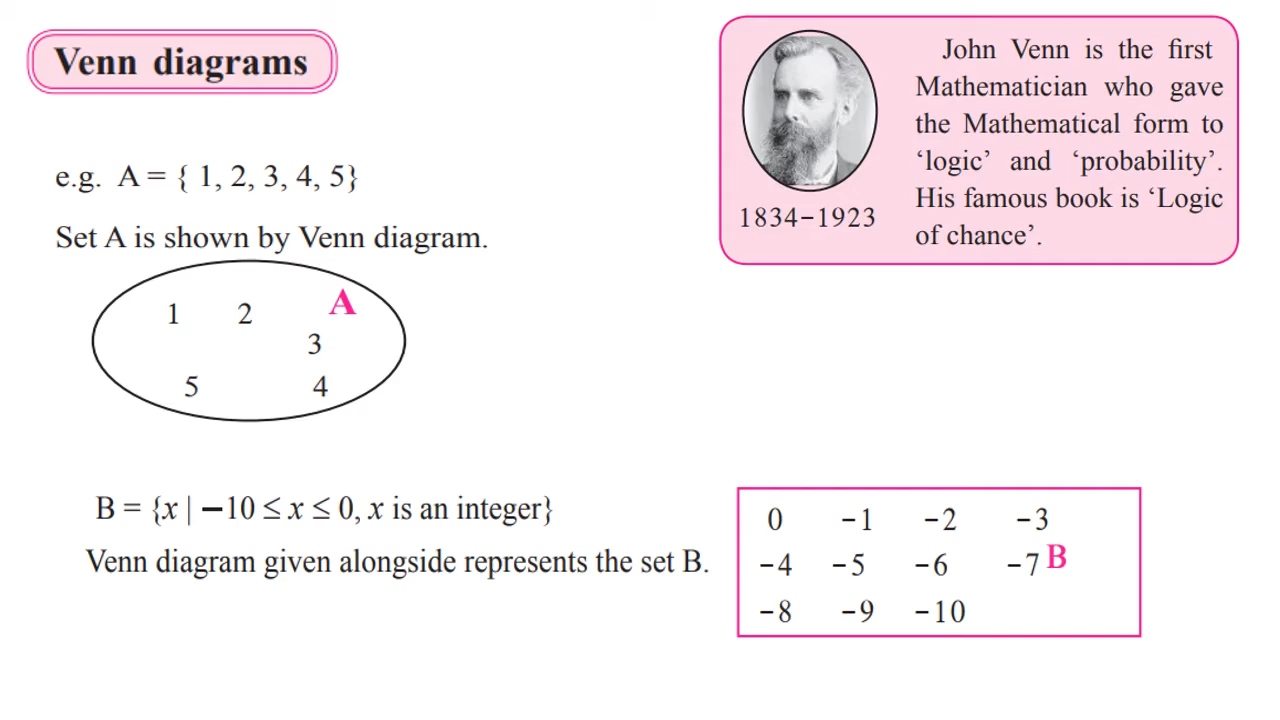 Venn diagrams
John Venn is the first
Mathematician who gave
the Mathematical form to
‘logic’ and ‘probability’.
His famous book is ‘Logic
of chance’.
1834–1923
e.g. A = { 1, 2, 3, 4, 5}
Set A is shown by Venn diagram.
1 2 A
3
5 4
B = {x | –10 ≤ x ≤ 0, x is an integer}
Venn diagram given alongside represents the set B.
0 -1 -2 -3
-4 -5 -6 -7 B
-8 -9 -10